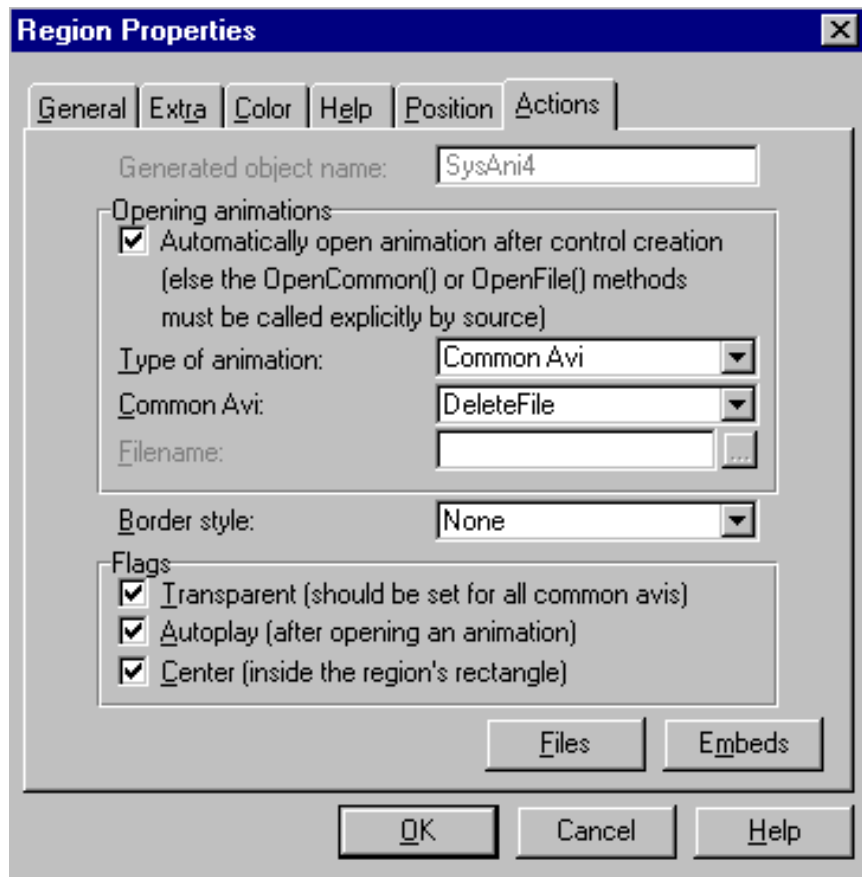 Region Properties
General Extra Color Help Position Actions
Generated object name: SysAni4
Opening animations
Automatically open animation after control creation
(else the OpenCommon() or OpenFile() methods
must be called explicitly by source)
Type of animation: Common Avi
Common Avi: DeleteFile
Filename: ...
Border style: None
Flags
Transparent (should be set for all common avis)
Autoplay (after opening an animation)
Center (inside the region's rectangle)
Files Embeds
OK Cancel Help